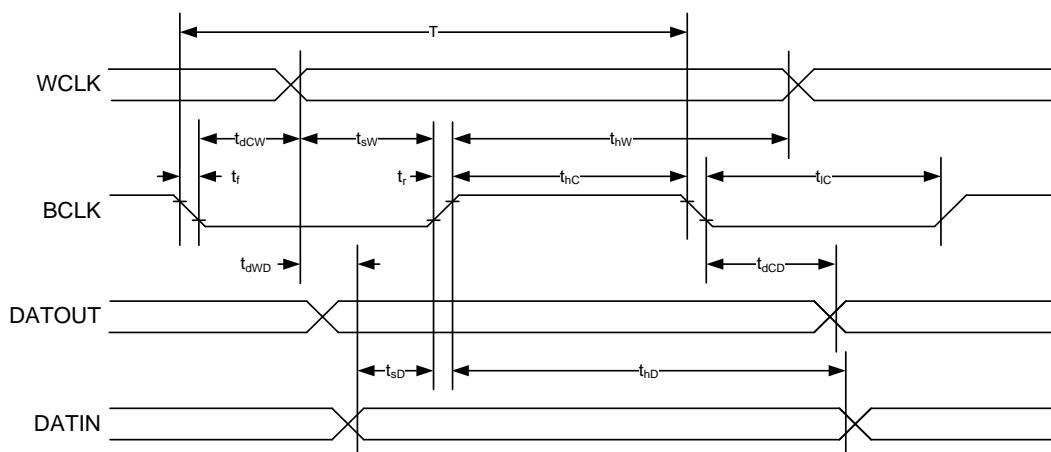 T
WCLK
tdCW
tsW
thW
tf
tr
thC
tlC
BCLK
tdWD
tdCD
DATOUT
tsD
thD
DATIN